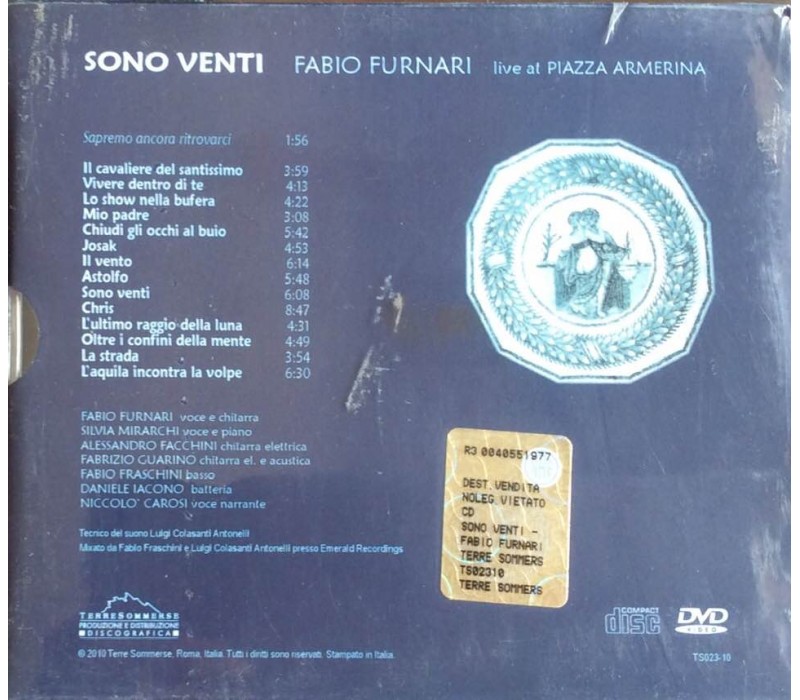 SONO VENTI FABIO FURNARI live at PIAZZA ARMERINA
Sapremo ancora ritrovarci 1:56
Il cavaliere del santissimo 3:59
Vivere dentro di te 4:13
Lo show nella bufera 4:22
Mio padre 3:08
Chiudi gli occhi al buio 5:42
Josak 4:53
Il vento 6:14
Astolfo 5:48
Sono venti 6:08
Chris 8:47
L'ultimo raggio della luna 4:31
Oltre i confini della mente 4:49
La strada 3:54
L'aquila incontra la volpe 6:30
FABIO FURNARI voce e chitarra
SILVIA MIRARCHI voce e piano
ALESSANDRO FACCHINI chitarra elettrica
FABRIZIO GUARINO chitarra el. e acustica
FABIO FRASCHINI basso
DANIELE IACONO batteria
NICCOLO' CAROSI voce narrante
Tecnico del suono Luigi Colasanti Antonelli
Mixato da Fabio Fraschini e Luigi Colasanti Antonelli presso Emerald Recordings
R3 0040551977
DEST.VENDITA
NOLEG.VIETATO
CD
SONO VENTI -
FABIO FURNARI
TERRE SOMMERS
TS02310
TERRE SOMMERS
TERRESOMMERSE
PRODUZIONE E DISTRIBUZIONE
DISCOGRAFICA
COMPACT
disc
DVD
VIDEO
© 2010 Terre Sommerse, Roma, Italia. Tutti i diritti sono riservati. Stampato in Italia.
TS023-10